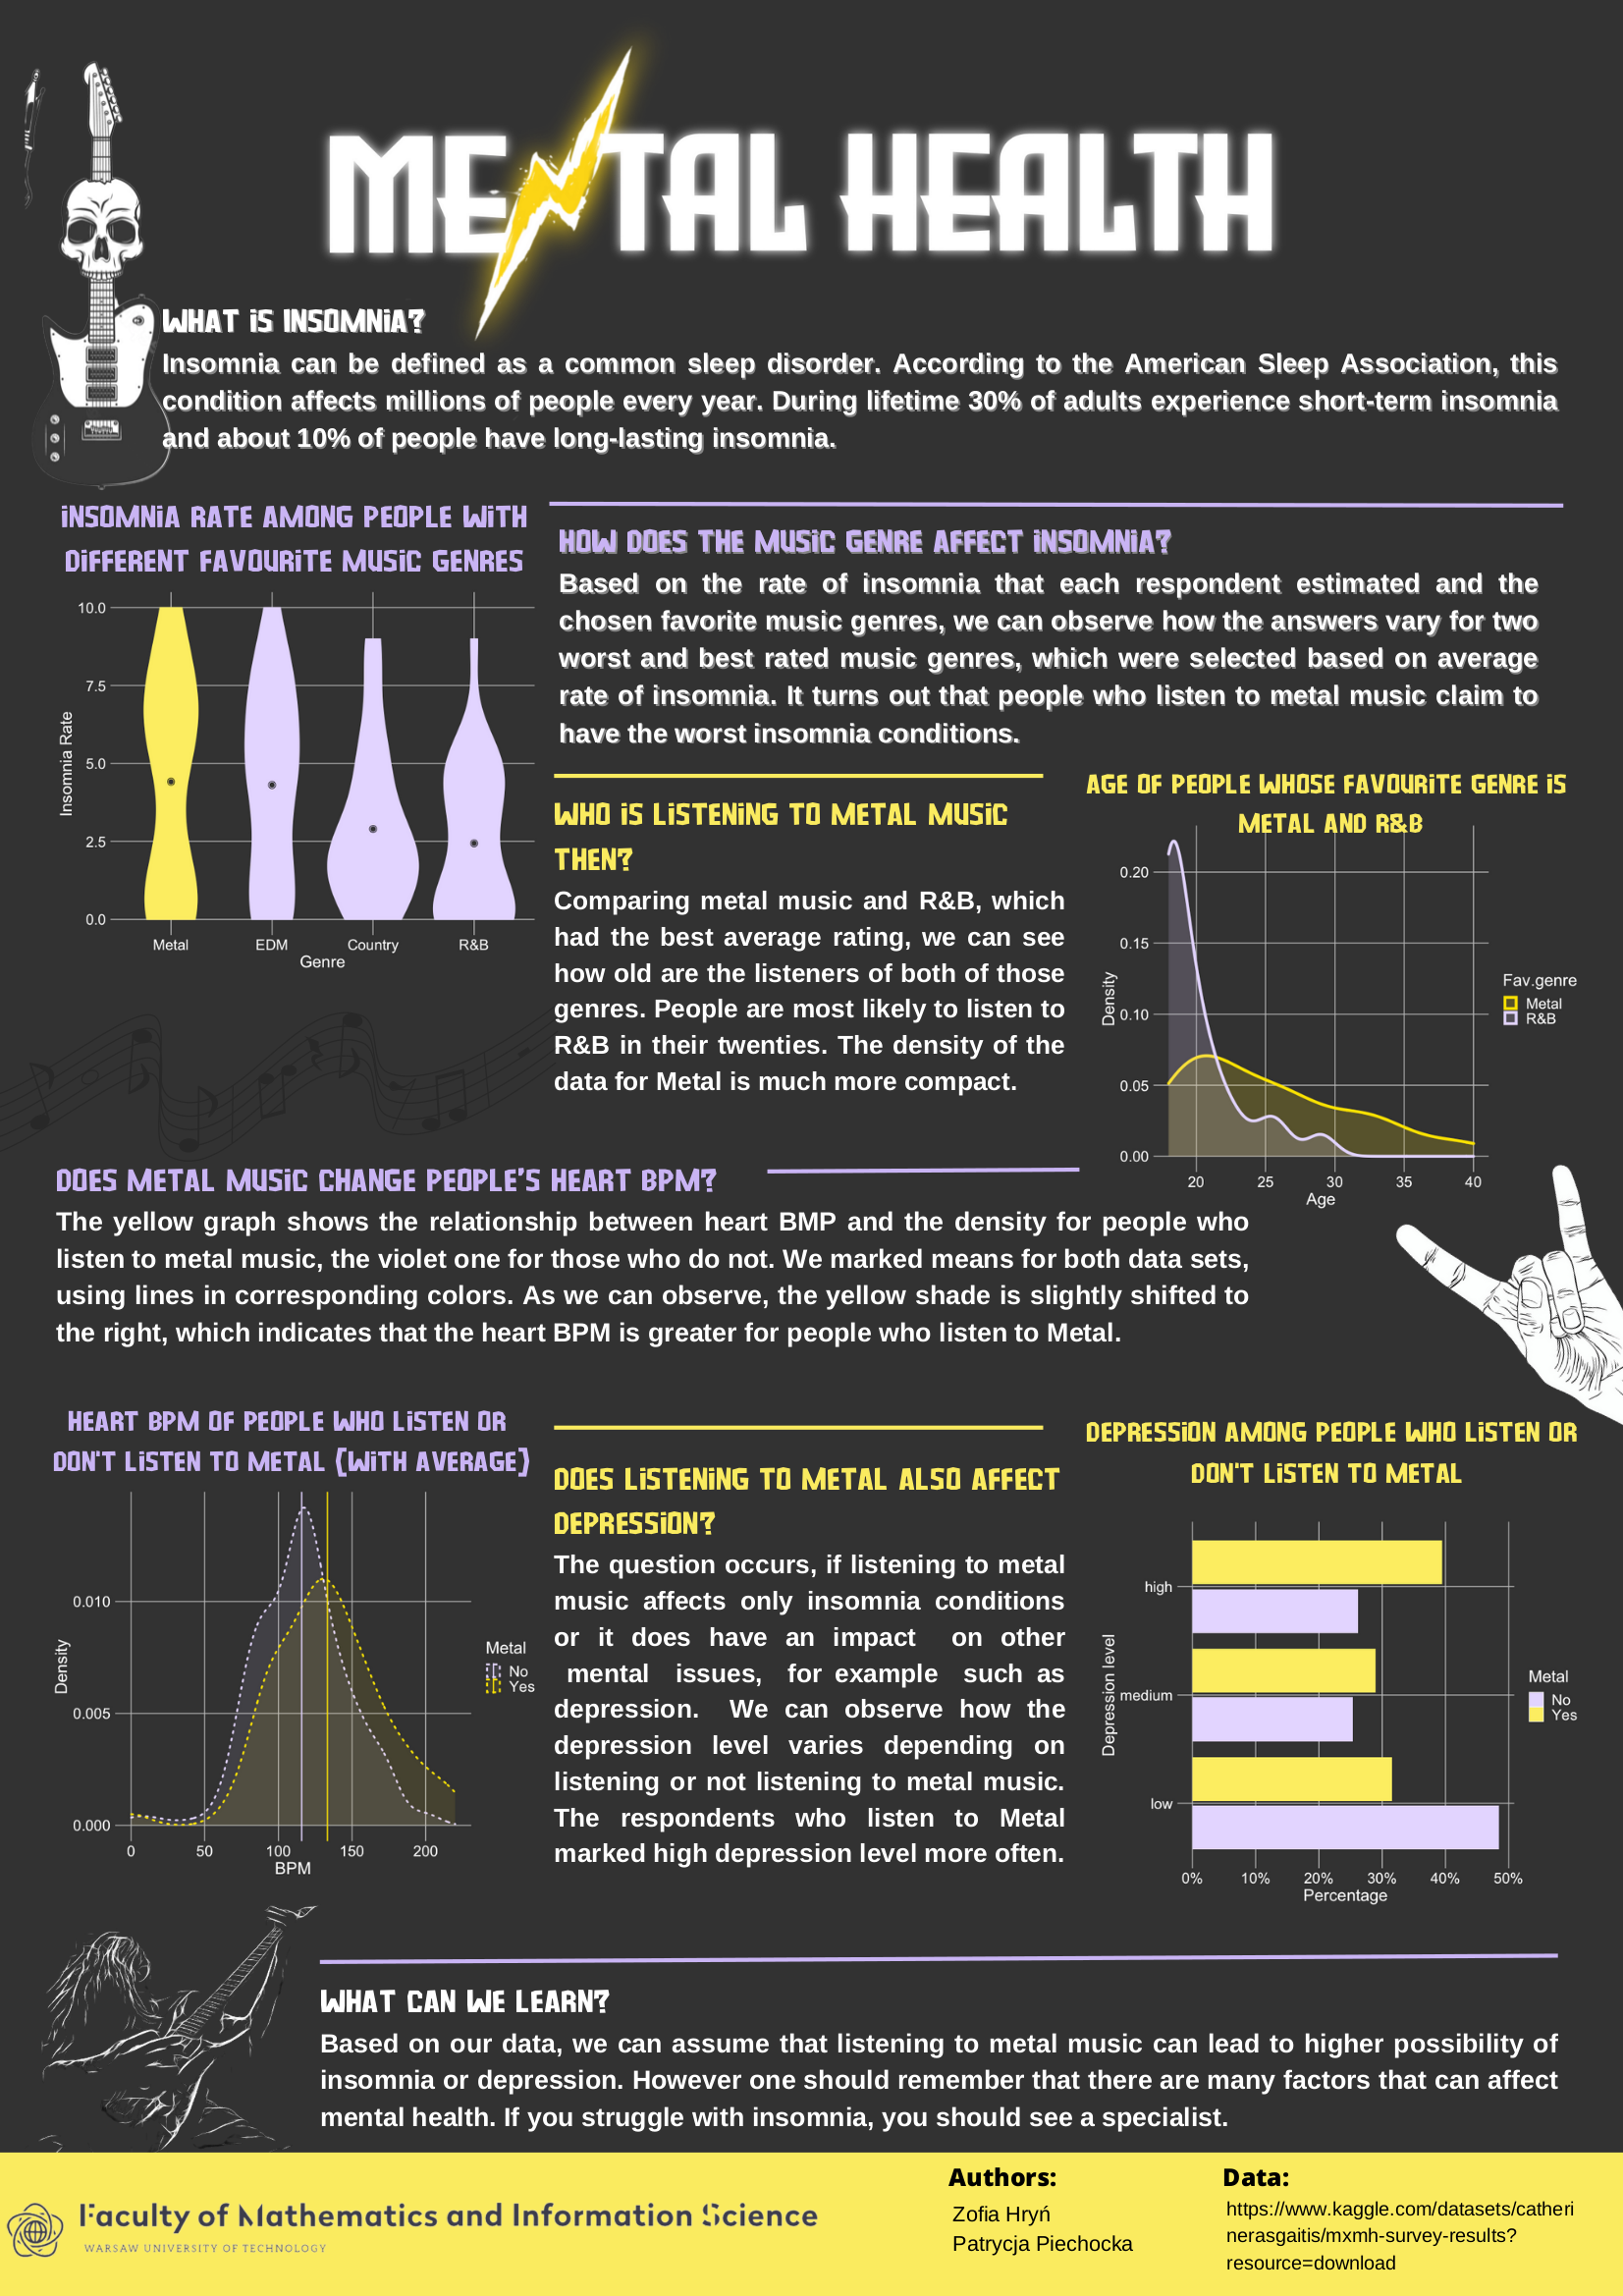 METAL HEALTH
WHAT IS INSOMNIA?
Insomnia can be defined as a common sleep disorder. According to the American Sleep Association, this
condition affects millions of people every year. During lifetime 30% of adults experience short-term insomnia
and about 10% of people have long-lasting insomnia.
INSOMNIA RATE AMONG PEOPLE WITH
DIFFERENT FAVOURITE MUSIC GENRES
10.0
7.5
5.0
2.5
0.0
Insomnia Rate
Metal EDM Country R&B
Genre
HOW DOES THE MUSIC GENRE AFFECT INSOMNIA?
Based on the rate of insomnia that each respondent estimated and the
chosen favorite music genres, we can observe how the answers vary for two
worst and best rated music genres, which were selected based on average
rate of insomnia. It turns out that people who listen to metal music claim to
have the worst insomnia conditions.
WHO IS LISTENING TO METAL MUSIC
THEN?
Comparing metal music and R&B, which
had the best average rating, we can see
how old are the listeners of both of those
genres. People are most likely to listen to
R&B in their twenties. The density of the
data for Metal is much more compact.
AGE OF PEOPLE WHOSE FAVOURITE GENRE IS
METAL AND R&B
0.20
0.15
0.10
0.05
0.00
Density
20 25 30 35 40
Age
Fav.genre
Metal
R&B
DOES METAL MUSIC CHANGE PEOPLE'S HEART BPM?
The yellow graph shows the relationship between heart BMP and the density for people who
listen to metal music, the violet one for those who do not. We marked means for both data sets,
using lines in corresponding colors. As we can observe, the yellow shade is slightly shifted to
the right, which indicates that the heart BPM is greater for people who listen to Metal.
HEART BPM OF PEOPLE WHO LISTEN OR
DON'T LISTEN TO METAL (WITH AVERAGE)
0.010
0.005
0.000
Density
0 50 100 150 200
BPM
Metal
No
Yes
DOES LISTENING TO METAL ALSO AFFECT
DEPRESSION?
The question occurs, if listening to metal
music affects only insomnia conditions
or it does have an impact on other
mental issues, for example such as
depression. We can observe how the
depression level varies depending on
listening or not listening to metal music.
The respondents who listen to Metal
marked high depression level more often.
DEPRESSION AMONG PEOPLE WHO LISTEN OR
DON'T LISTEN TO METAL
high
medium
low
Depression level
0% 10% 20% 30% 40% 50%
Percentage
Metal
No
Yes
WHAT CAN WE LEARN?
Based on our data, we can assume that listening to metal music can lead to higher possibility of
insomnia or depression. However one should remember that there are many factors that can affect
mental health. If you struggle with insomnia, you should see a specialist.
Faculty of Mathematics and Information Science
WARSAW UNIVERSITY OF TECHNOLOGY
Authors:
Zofia Hryń
Patrycja Piechocka
Data:
https://www.kaggle.com/datasets/catheri
nerasgaitis/mxmh-survey-results?
resource=download